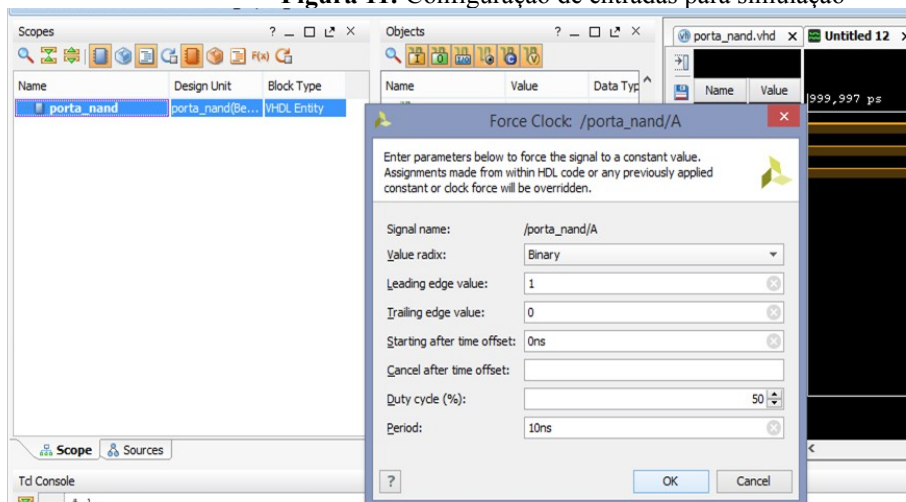 Figura 11: Configuração de entradas para simulação
Scopes
Name Design Unit Block Type
porta_nand porta_nand(Be... VHDL Entity
Scope Sources
Tcl Console
Objects
Name Value Data Typ
porta_nand.vhd
Untitled 12
Name Value
999,997 ps
Force Clock: /porta_nand/A
Enter parameters below to force the signal to a constant value.
Assignments made from within HDL code or any previously applied
constant or clock force will be overridden.
Signal name: /porta_nand/A
Value radix: Binary
Leading edge value: 1
Trailing edge value: 0
Starting after time offset: 0ns
Cancel after time offset:
Duty cycle (%): 50
Period: 10ns
? OK Cancel